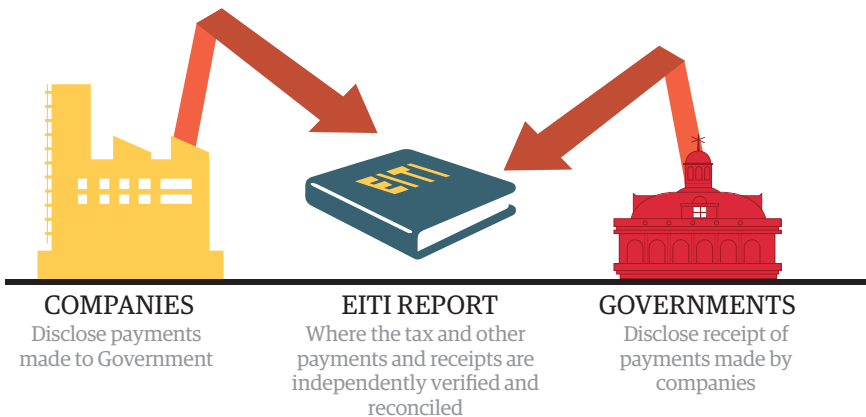 EITI
COMPANIES
Disclose payments
made to Government
EITI REPORT
Where the tax and other
payments and receipts are
independently verified and
reconciled
GOVERNMENTS
Disclose receipt of
payments made by
companies